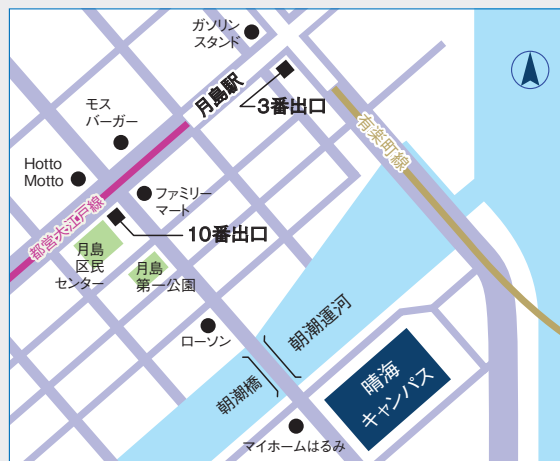 ガソリン
スタンド
月島駅
3番出口
モス
バーガー
有楽町線
Hotto
Motto
ファミリー
マート
都営大江戸線
10番出口
月島
区民
センター
月島
第一公園
ローソン
朝潮運河
朝潮橋
晴海
キャンパス
マイホームはるみ